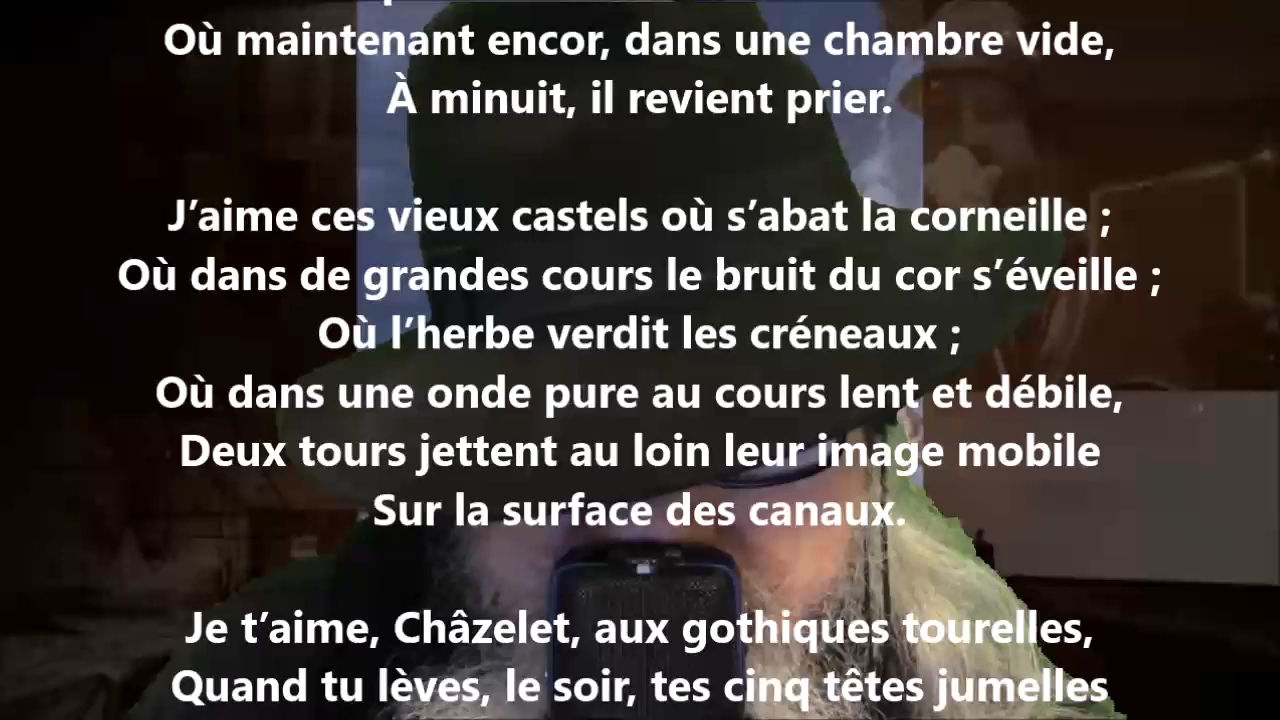 Où maintenant encor, dans une chambre vide,
À minuit, il revient prier.
J’aime ces vieux castels où s’abat la corneille ;
Où dans de grandes cours le bruit du cor s’éveille ;
Où l’herbe verdit les créneaux ;
Où dans une onde pure au cours lent et débile,
Deux tours jettent au loin leur image mobile
Sur la surface des canaux.
Je t’aime, Châzelet, aux gothiques tourelles,
Quand tu lèves, le soir, tes cinq têtes jumelles